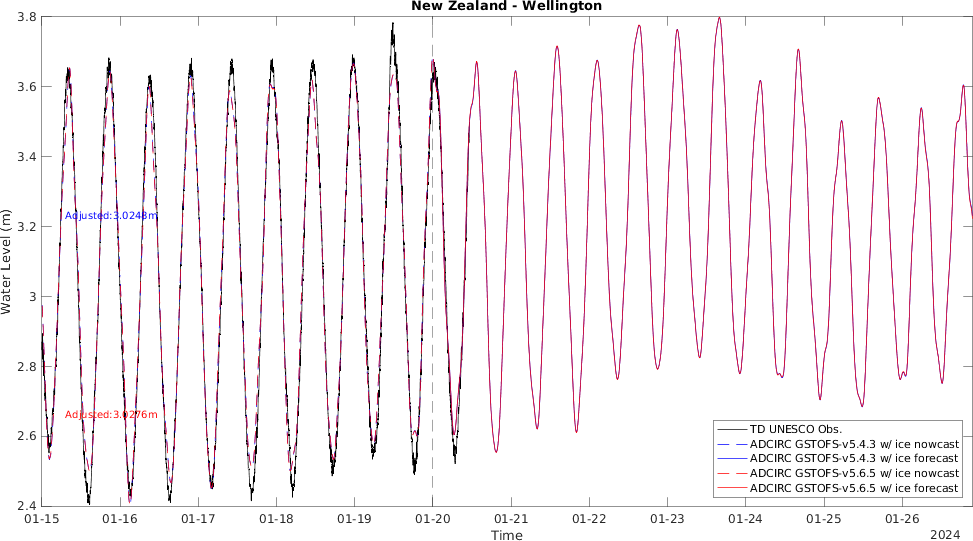 New Zealand - Wellington
3.8
3.6
3.4
3.2
3
2.8
2.6
2.4
Water Level (m)
Adjusted:3.0248m
Adjusted:3.0276m
TD UNESCO Obs.
ADCIRC GSTOFS-v5.4.3 w/ ice nowcast
ADCIRC GSTOFS-v5.4.3 w/ ice forecast
ADCIRC GSTOFS-v5.6.5 w/ ice nowcast
ADCIRC GSTOFS-v5.6.5 w/ ice forecast
01-15 01-16 01-17 01-18 01-19 01-20 01-21 01-22 01-23 01-24 01-25 01-26
Time
2024